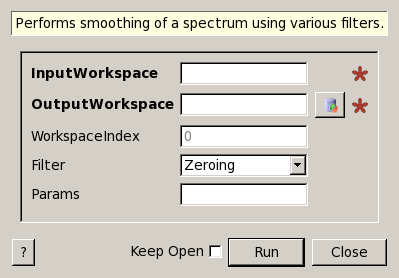 Performs smoothing of a spectrum using various filters.
InputWorkspace *
OutputWorkspace *
WorkspaceIndex 0
Filter Zeroing
Params
? Keep Open Run Close